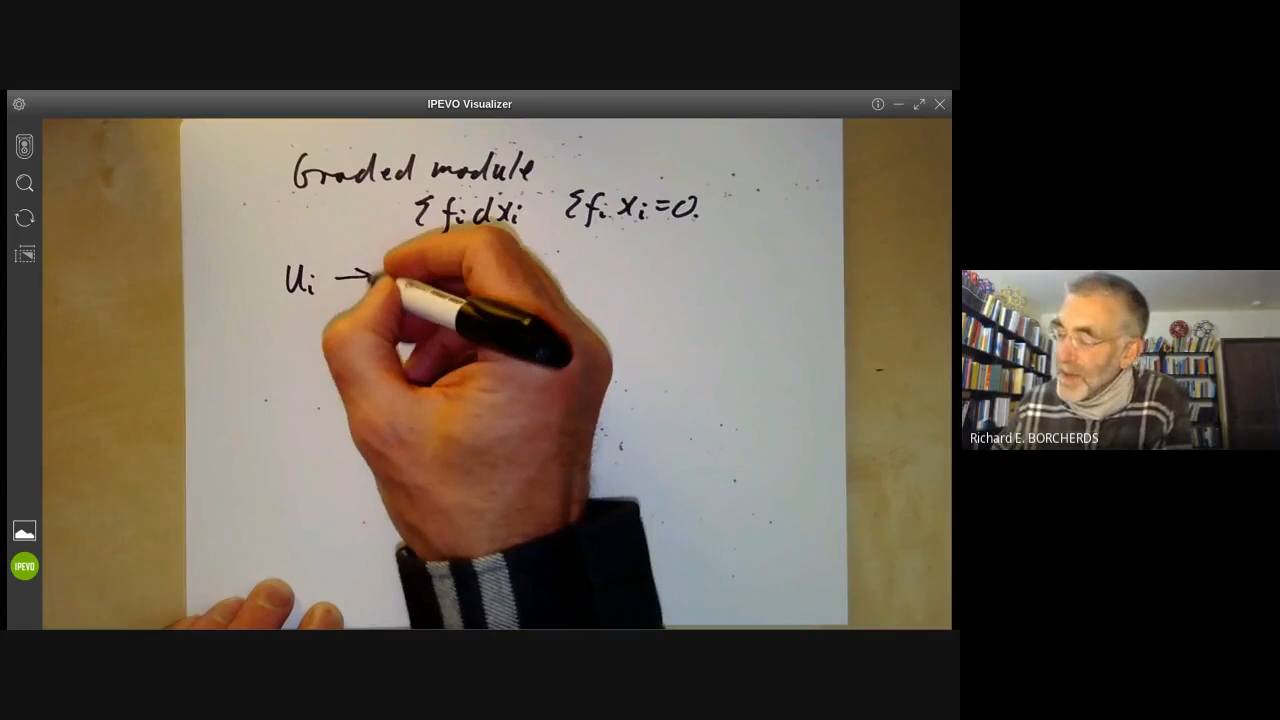 IPEVO Visualizer
Graded module
Σ fᵢ dxᵢ Σ fᵢ xᵢ = 0.
Uᵢ →
IPEVO
Richard E. BORCHERDS